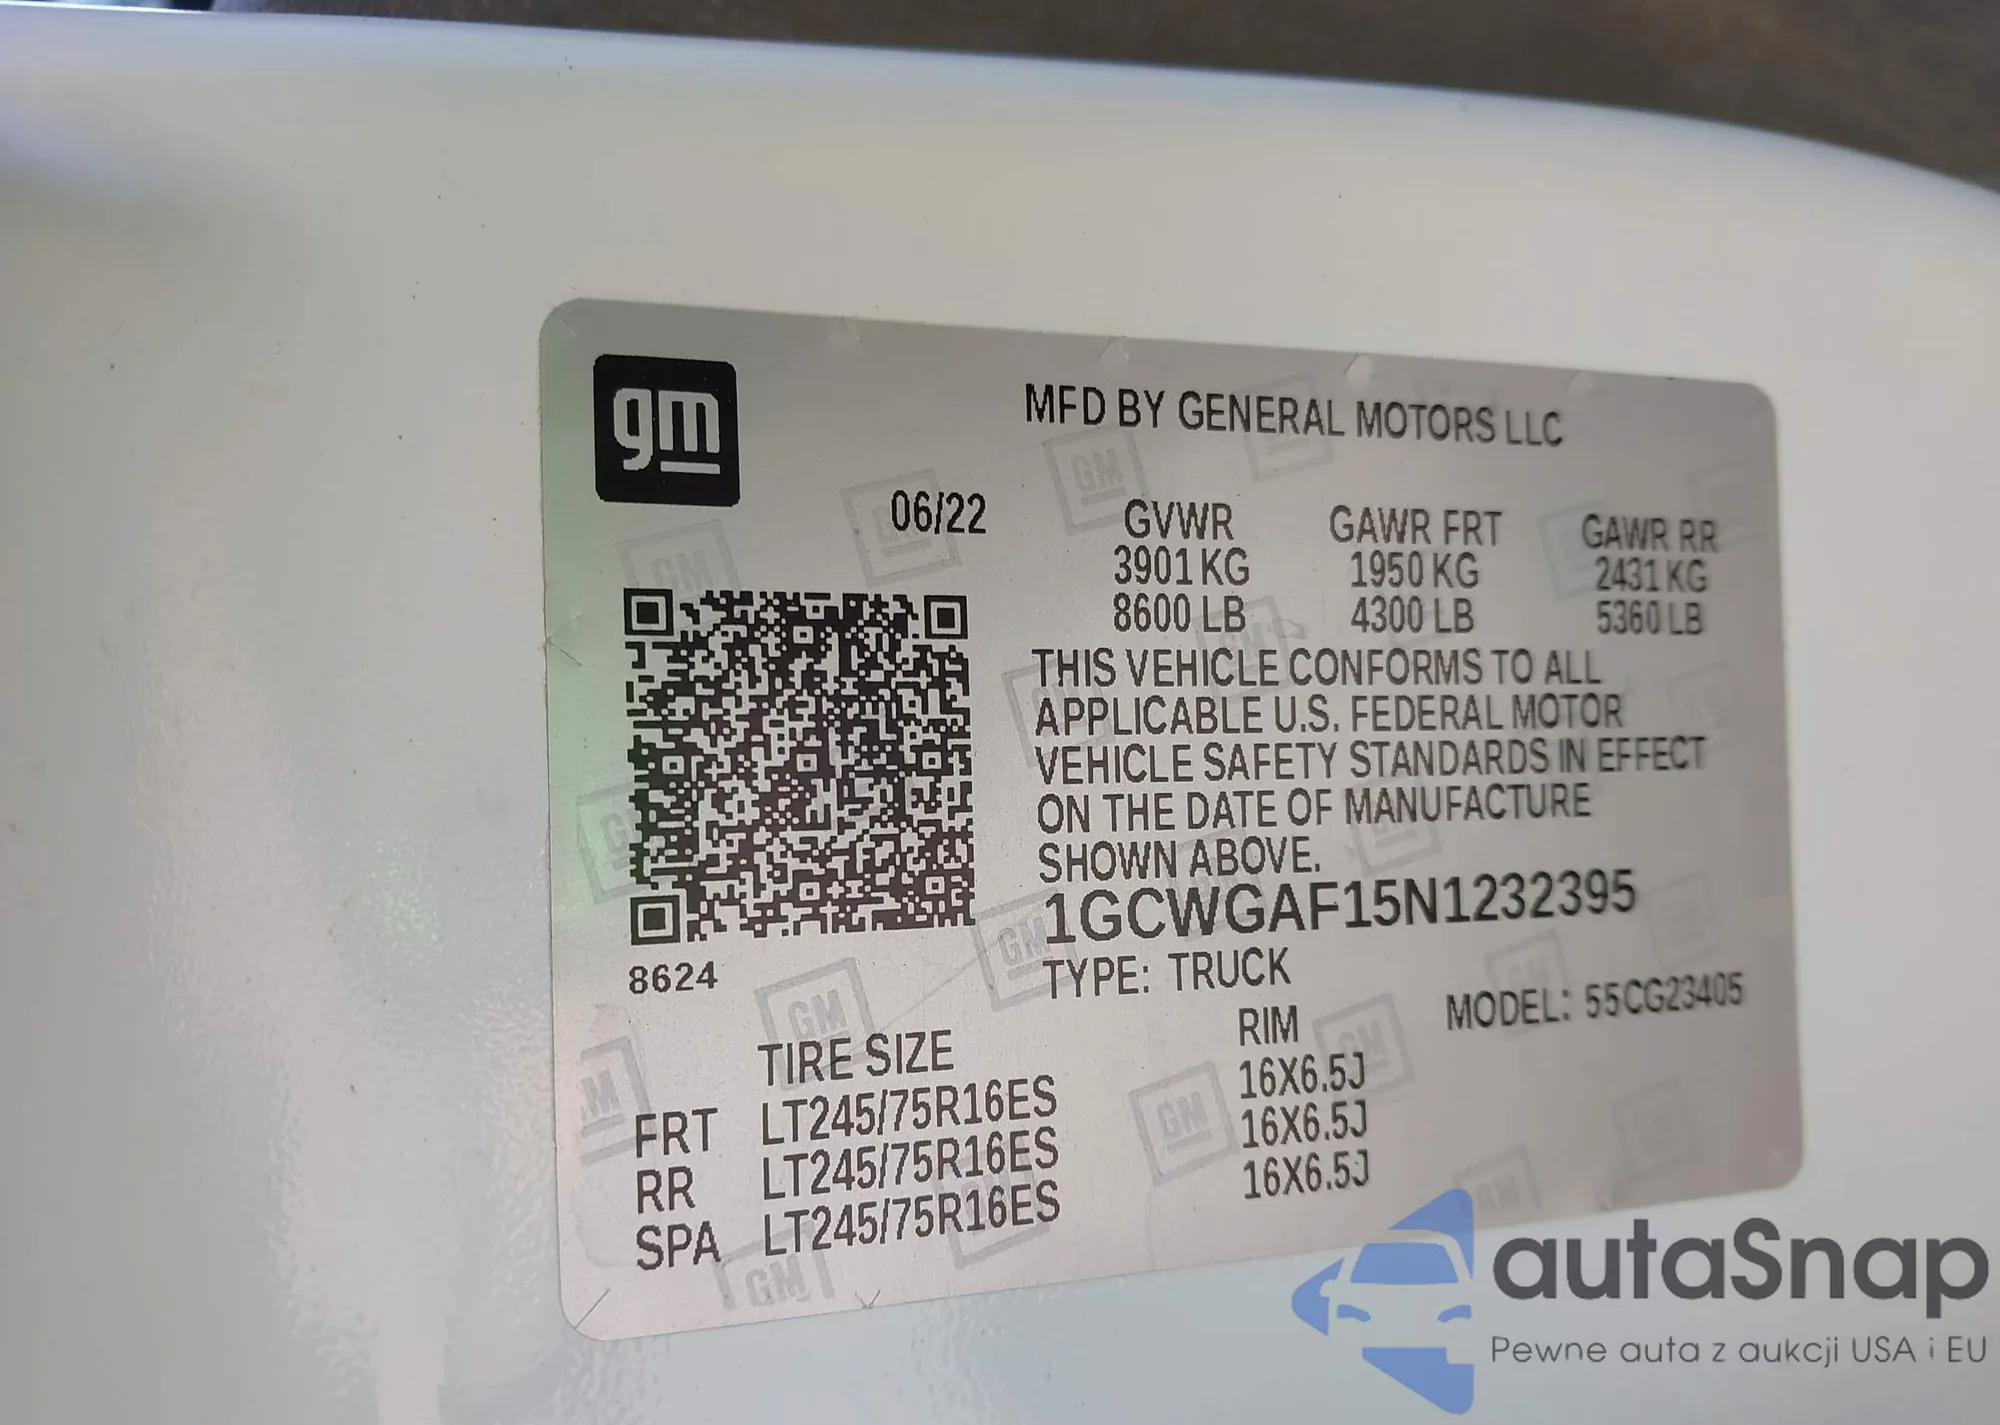 gm
MFD BY GENERAL MOTORS LLC
06/22
GVWR GAWR FRT GAWR RR
3901 KG 1950 KG 2431 KG
8600 LB 4300 LB 5360 LB
THIS VEHICLE CONFORMS TO ALL
APPLICABLE U.S. FEDERAL MOTOR
VEHICLE SAFETY STANDARDS IN EFFECT
ON THE DATE OF MANUFACTURE
SHOWN ABOVE.
1GCWGAF15N1232395
8624
TYPE: TRUCK
MODEL: 55CG23405
TIRE SIZE RIM
FRT LT245/75R16ES 16X6.5J
RR LT245/75R16ES 16X6.5J
SPA LT245/75R16ES 16X6.5J
autaSnap
Pewne auta z aukcji USA i EU